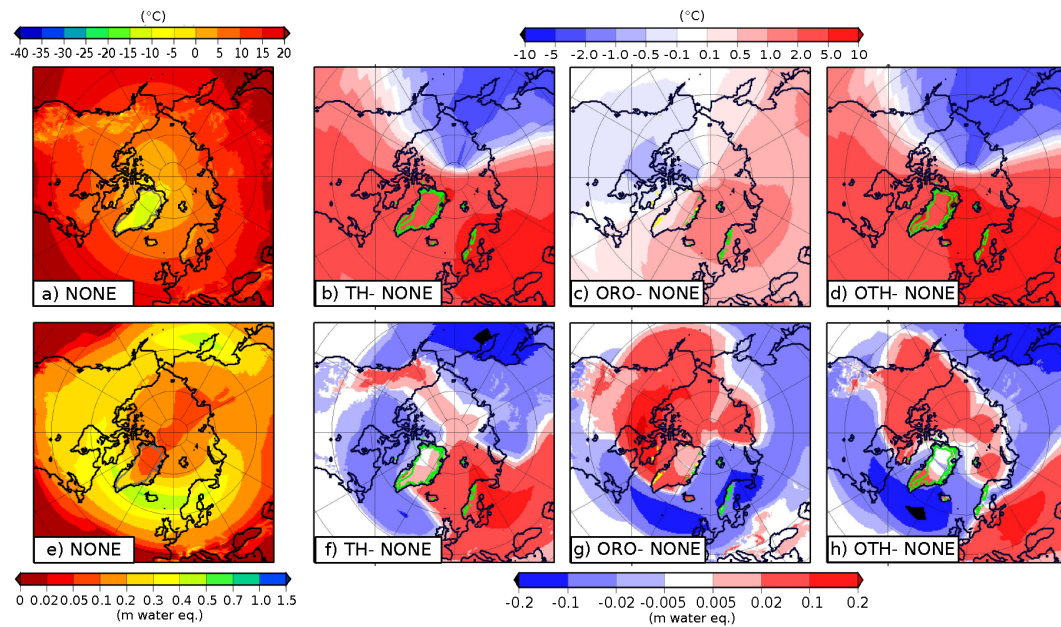 (°C)
-40 -35 -30 -25 -20 -15 -10 -5 0 5 10 15 20
(°C)
-10 -5 -2.0 -1.0 -0.5 -0.1 0.1 0.5 1.0 2.0 5.0 10
a) NONE
b) TH- NONE
c) ORO- NONE
d) OTH- NONE
e) NONE
f) TH- NONE
g) ORO- NONE
h) OTH- NONE
0 0.02 0.05 0.1 0.2 0.3 0.4 0.5 0.7 1.0 1.5
(m water eq.)
-0.2 -0.1 -0.02 -0.005 0.005 0.02 0.1 0.2
(m water eq.)